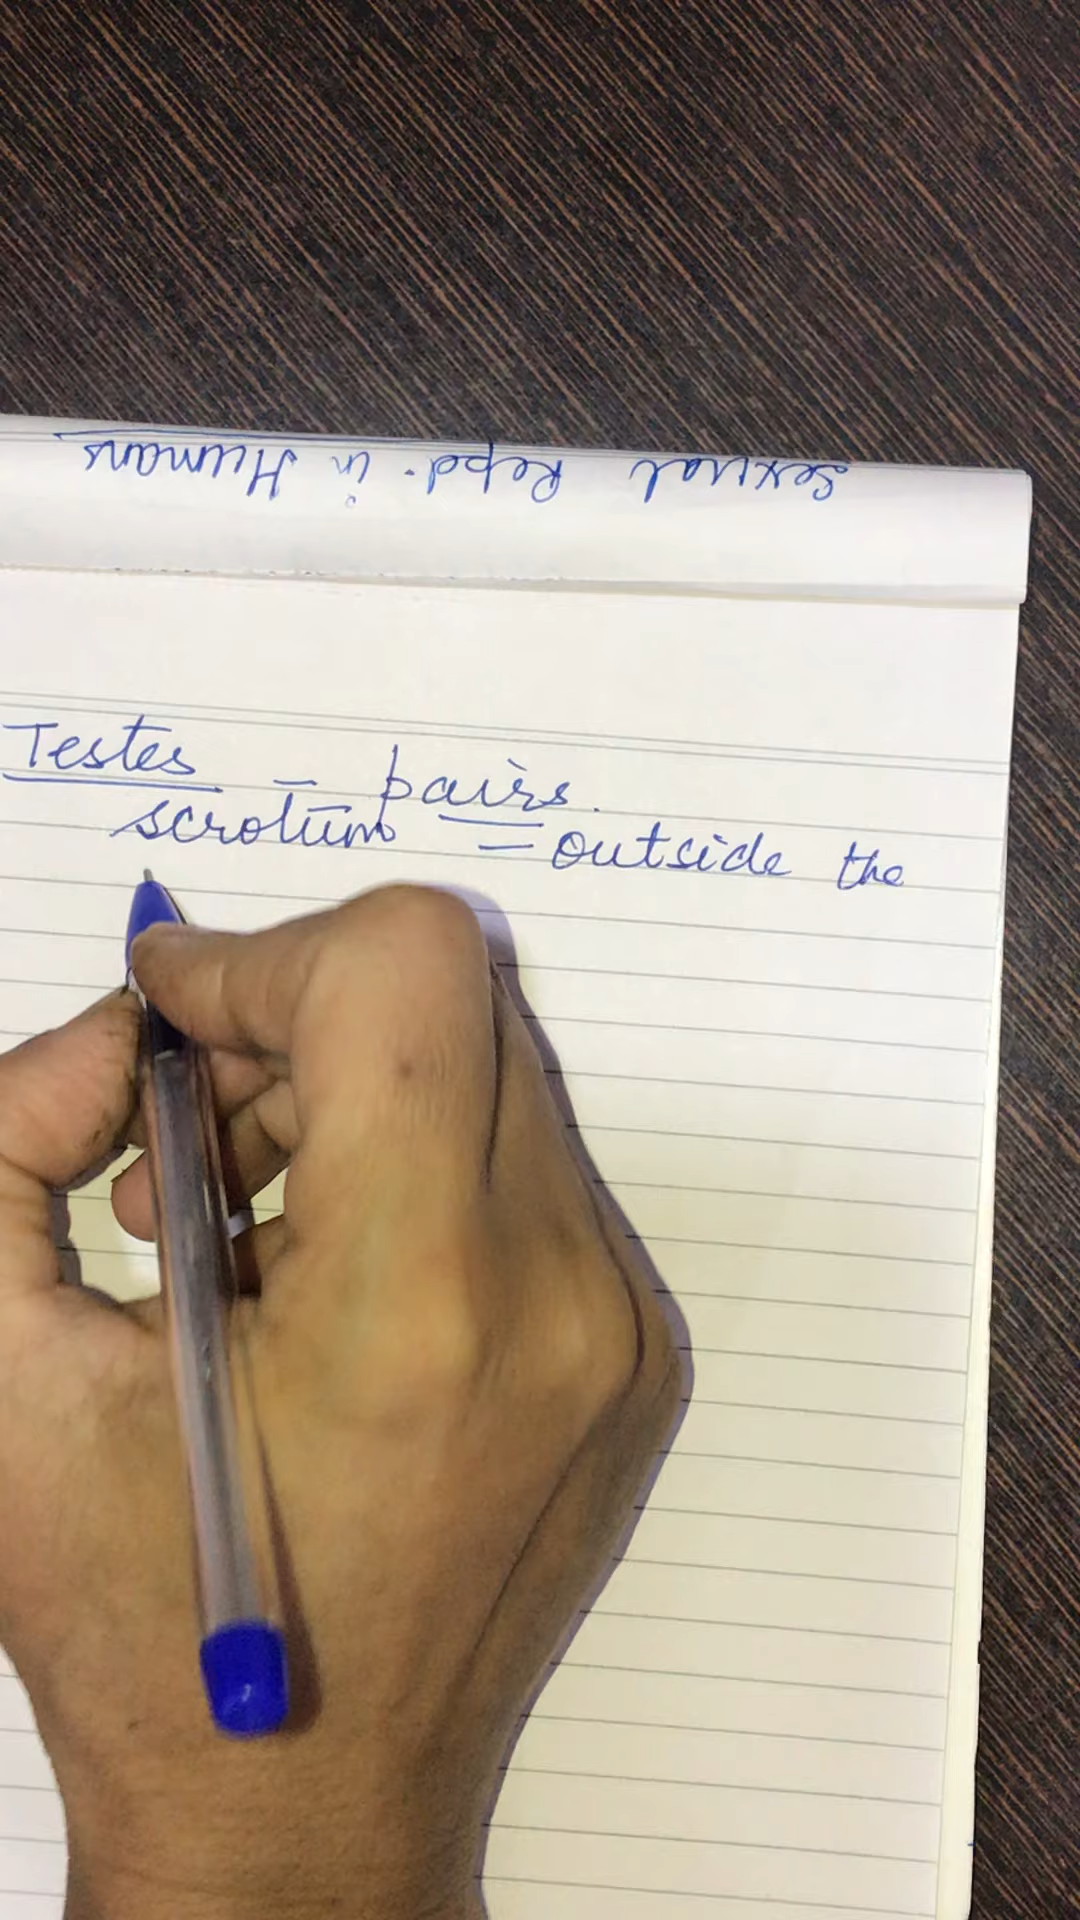 Sexual Repd. in Humans
Testes - pairs.
scrotum = outside the